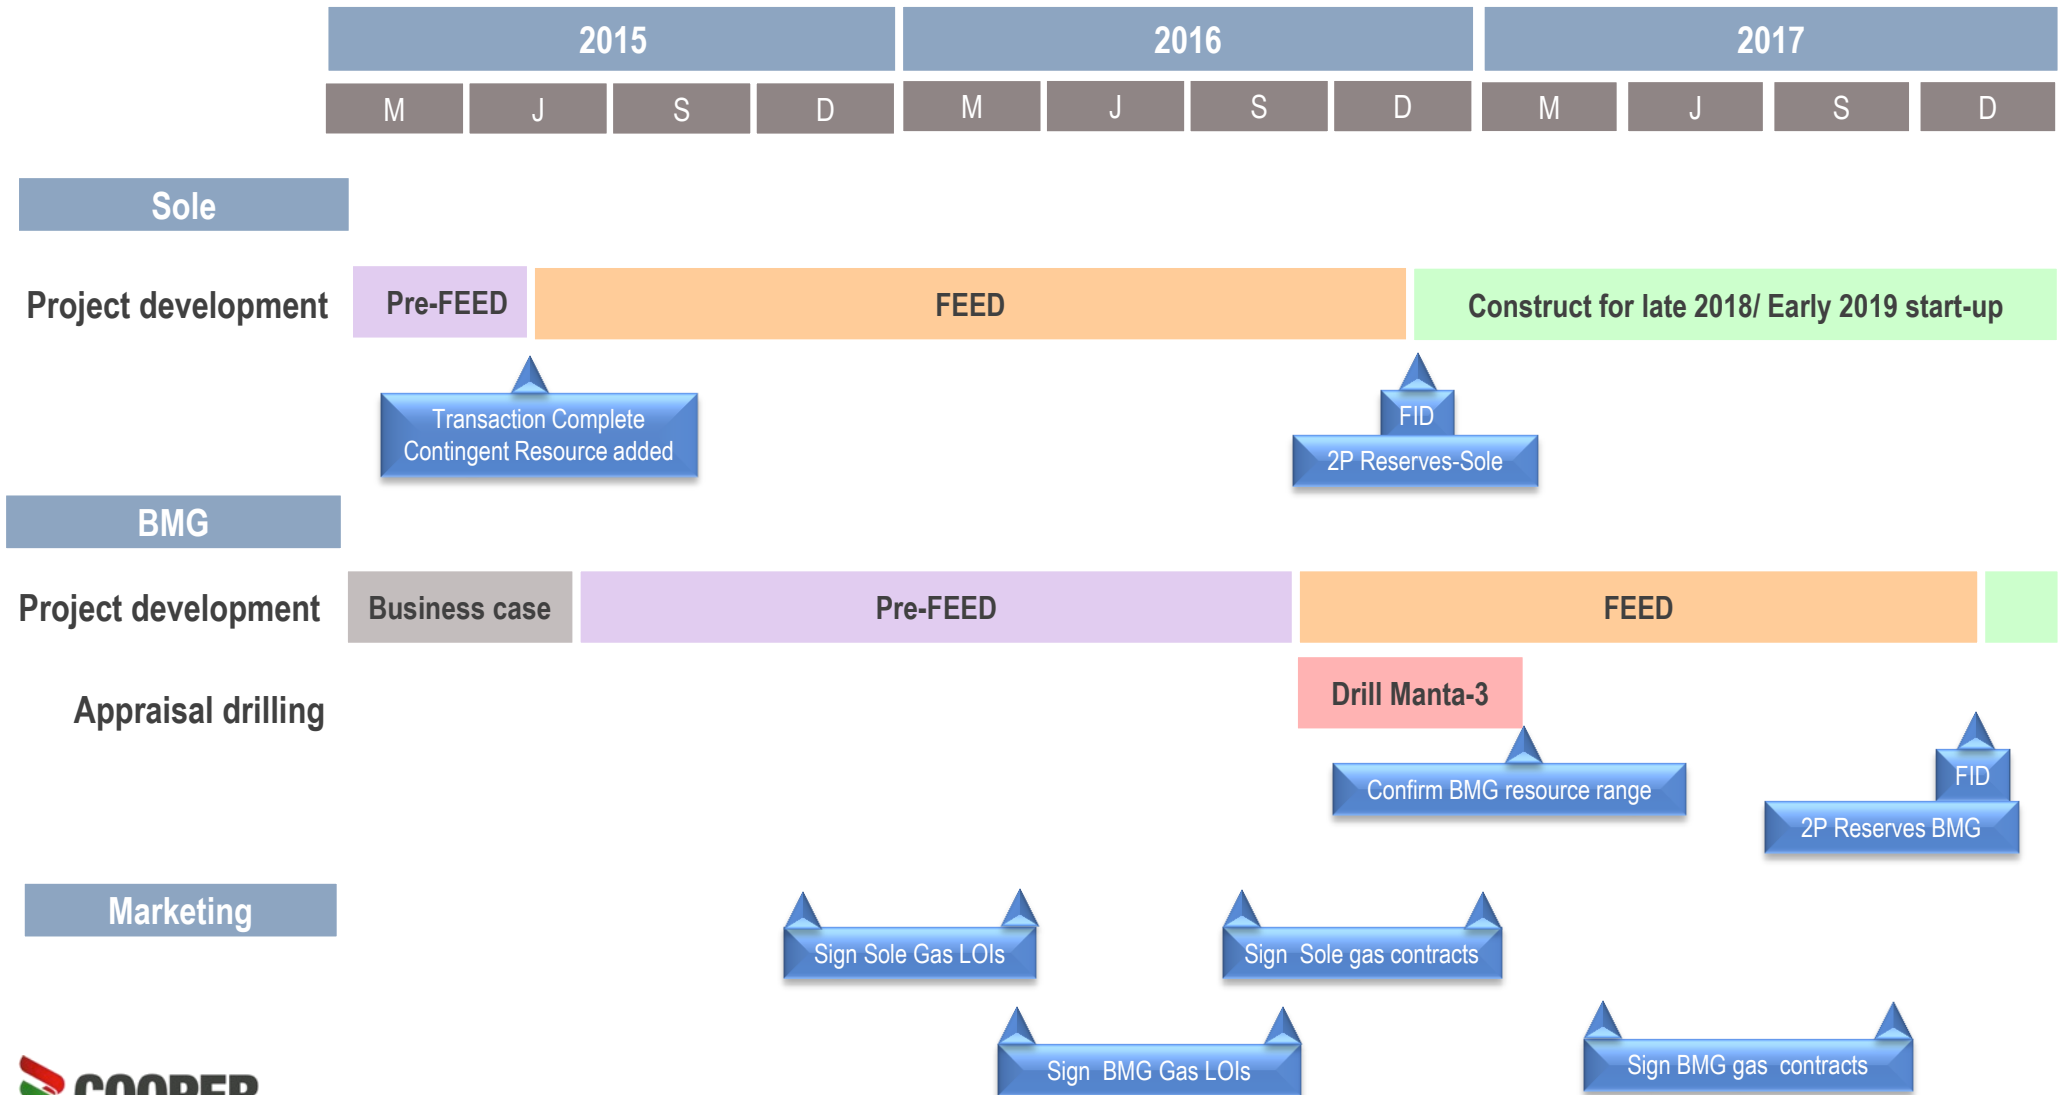 2015 2016 2017
M J S D M J S D M J S D
Sole
Project development Pre-FEED FEED Construct for late 2018/ Early 2019 start-up
Transaction Complete
Contingent Resource added
FID
2P Reserves-Sole
BMG
Project development Business case Pre-FEED FEED
Appraisal drilling Drill Manta-3
Confirm BMG resource range
FID
2P Reserves BMG
Marketing
Sign Sole Gas LOIs Sign Sole gas contracts
Sign BMG Gas LOIs Sign BMG gas contracts
COOPER